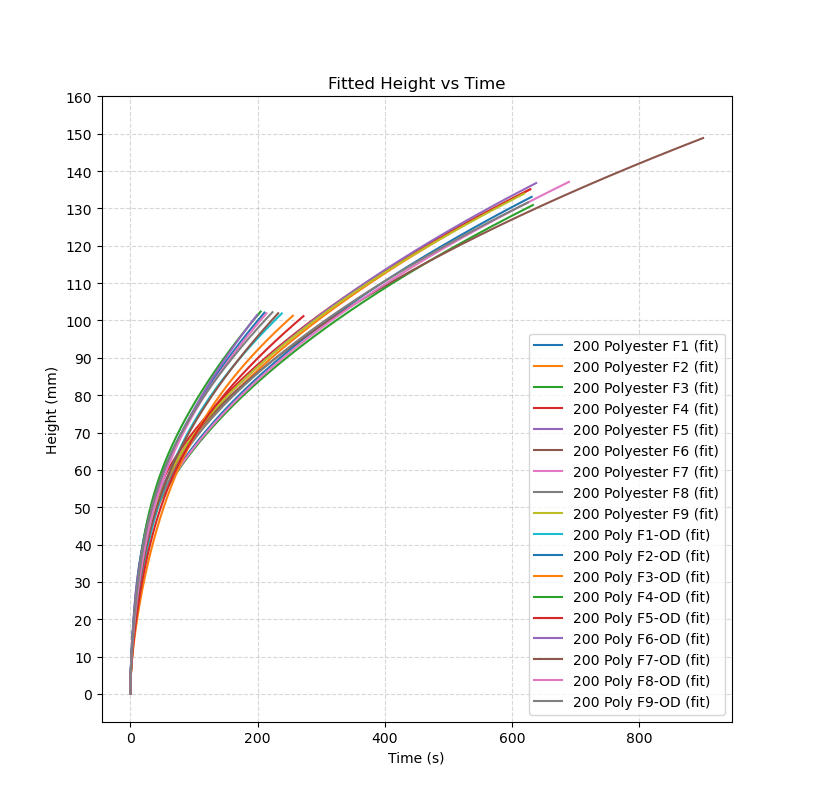 Fitted Height vs Time
160
150
140
130
120
110
100
90
80
70
60
50
40
30
20
10
0
Height (mm)
0 200 400 600 800
Time (s)
200 Polyester F1 (fit)
200 Polyester F2 (fit)
200 Polyester F3 (fit)
200 Polyester F4 (fit)
200 Polyester F5 (fit)
200 Polyester F6 (fit)
200 Polyester F7 (fit)
200 Polyester F8 (fit)
200 Polyester F9 (fit)
200 Poly F1-OD (fit)
200 Poly F2-OD (fit)
200 Poly F3-OD (fit)
200 Poly F4-OD (fit)
200 Poly F5-OD (fit)
200 Poly F6-OD (fit)
200 Poly F7-OD (fit)
200 Poly F8-OD (fit)
200 Poly F9-OD (fit)